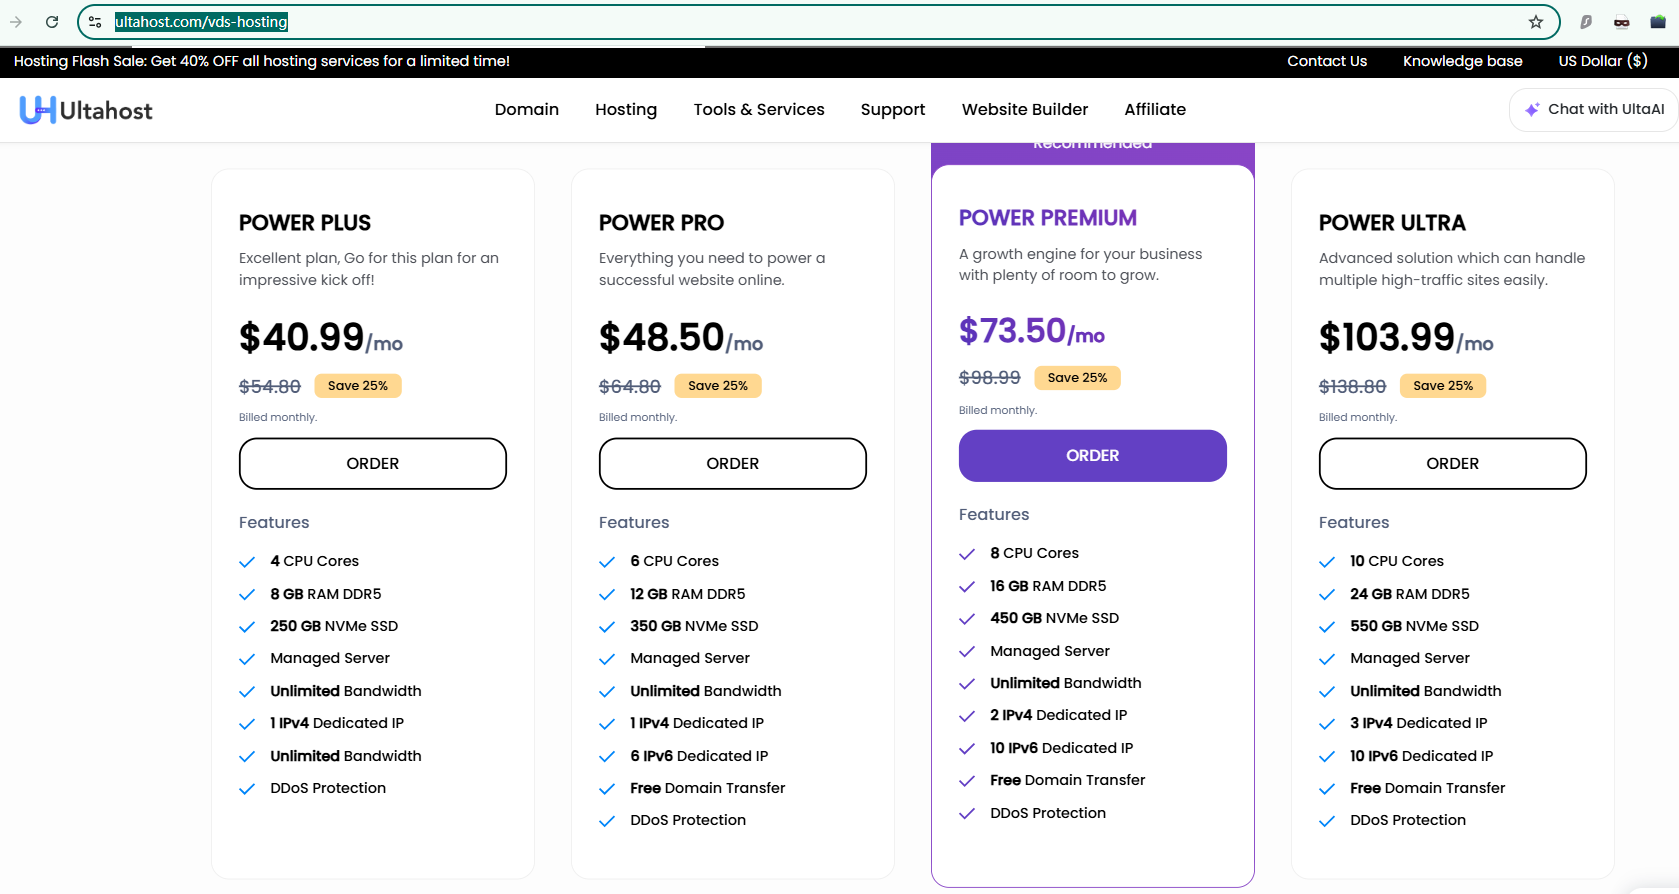 ultahost.com/vds-hosting
Hosting Flash Sale: Get 40% OFF all hosting services for a limited time!
Contact Us
Knowledge base
US Dollar ($)
Ultahost
Domain
Hosting
Tools & Services
Support
Website Builder
Affiliate
Chat with UltaAI
Recommended
POWER PLUS
Excellent plan, Go for this plan for an
impressive kick off!
$40.99/mo
$54.80 Save 25%
Billed monthly.
ORDER
Features
4 CPU Cores
8 GB RAM DDR5
250 GB NVMe SSD
Managed Server
Unlimited Bandwidth
1 IPv4 Dedicated IP
Unlimited Bandwidth
DDoS Protection
POWER PRO
Everything you need to power a
successful website online.
$48.50/mo
$64.80 Save 25%
Billed monthly.
ORDER
Features
6 CPU Cores
12 GB RAM DDR5
350 GB NVMe SSD
Managed Server
Unlimited Bandwidth
1 IPv4 Dedicated IP
6 IPv6 Dedicated IP
Free Domain Transfer
DDoS Protection
POWER PREMIUM
A growth engine for your business
with plenty of room to grow.
$73.50/mo
$98.99 Save 25%
Billed monthly.
ORDER
Features
8 CPU Cores
16 GB RAM DDR5
450 GB NVMe SSD
Managed Server
Unlimited Bandwidth
2 IPv4 Dedicated IP
10 IPv6 Dedicated IP
Free Domain Transfer
DDoS Protection
POWER ULTRA
Advanced solution which can handle
multiple high-traffic sites easily.
$103.99/mo
$138.80 Save 25%
Billed monthly.
ORDER
Features
10 CPU Cores
24 GB RAM DDR5
550 GB NVMe SSD
Managed Server
Unlimited Bandwidth
3 IPv4 Dedicated IP
10 IPv6 Dedicated IP
Free Domain Transfer
DDoS Protection